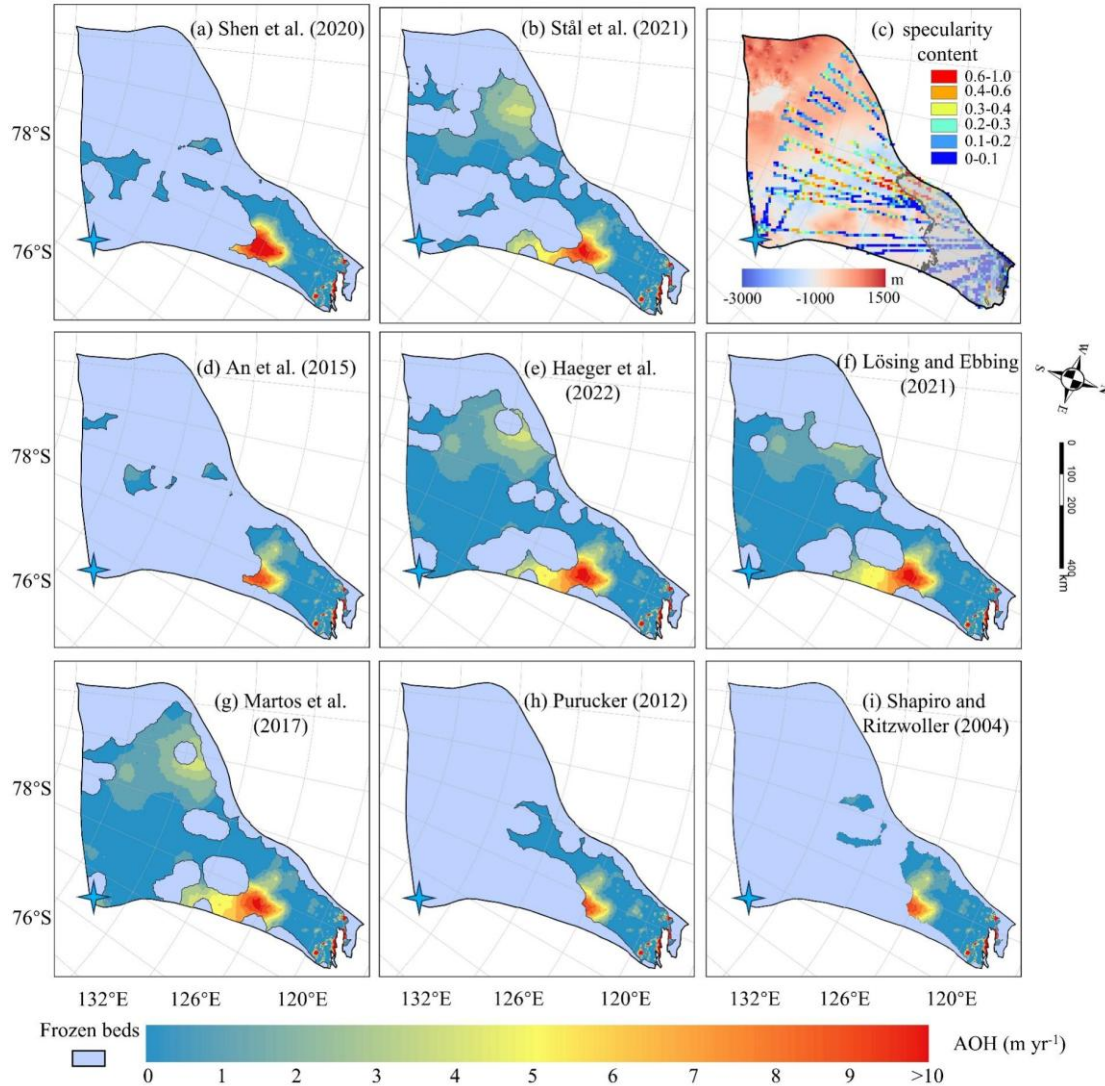 (a) Shen et al. (2020)
(b) Stål et al. (2021)
(c) specularity
content
0.6-1.0
0.4-0.6
0.3-0.4
0.2-0.3
0.1-0.2
0-0.1
m
-3000 -1000 1500
78°S
76°S
(d) An et al. (2015)
(e) Haeger et al.
(2022)
(f) Lösing and Ebbing
(2021)
78°S
76°S
W
S
N
E
0
100
200
400
km
(g) Martos et al.
(2017)
(h) Purucker (2012)
(i) Shapiro and
Ritzwoller (2004)
78°S
76°S
132°E 126°E 120°E 132°E 126°E 120°E 132°E 126°E 120°E
Frozen beds
AOH (m yr⁻¹)
0 1 2 3 4 5 6 7 8 9 >10